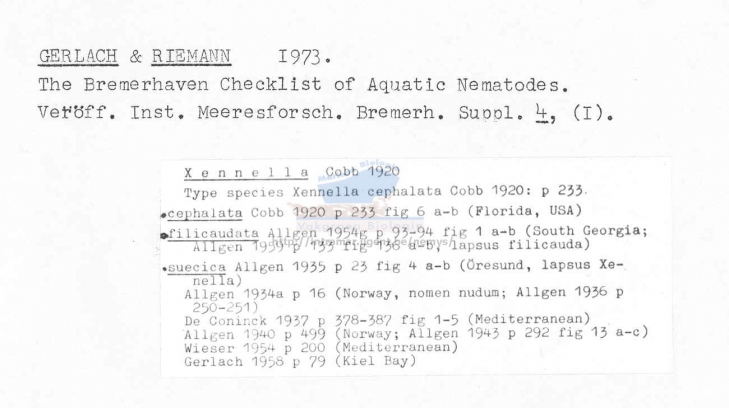 GERLACH & RIEMANN I973.
The Bremerhaven Checklist of Aquatic Nematodes.
Veröff. Inst. Meeresforsch. Bremerh. Suppl. 4, (I).
X e n n e l l a Cobb 1920
Type species Xennella cephalata Cobb 1920: p 233.
•cephalata Cobb 1920 p 233 fig 6 a-b (Florida, USA)
•filicaudata Allgen 1954g p 93-94 fig 1 a-b (South Georgia;
Allgen 1959 p 133 fig 136 a-b, lapsus filicauda)
•suecica Allgen 1935 p 23 fig 4 a-b (Öresund, lapsus Xe-
nella)
Allgen 1934a p 16 (Norway, nomen nudum; Allgen 1936 p
250-251)
De Coninck 1937 p 378-387 fig 1-5 (Mediterranean)
Allgen 1940 p 499 (Norway; Allgen 1943 p 292 fig 13 a-c)
Wieser 1954 p 200 (Mediterranean)
Gerlach 1958 p 79 (Kiel Bay)